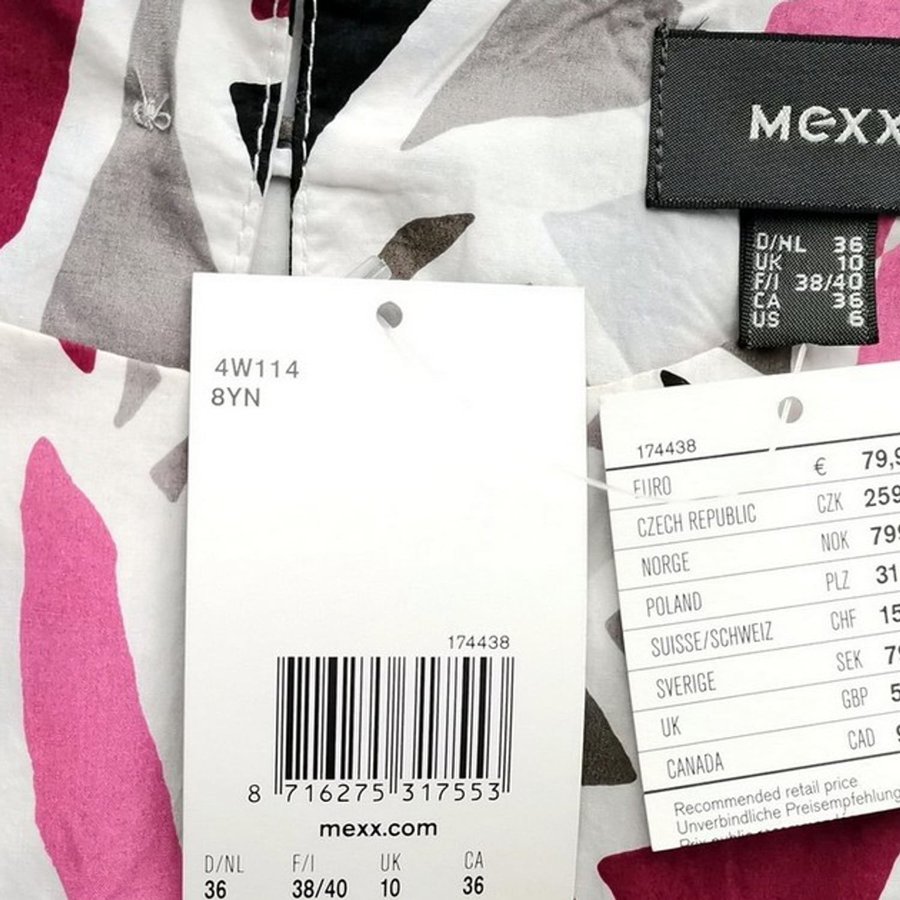 mexx
D/NL 36
UK 10
F/I 38/40
CA 36
US 6
4W114
8YN
174438
8 716275 317553
mexx.com
D/NL F/I UK CA
36 38/40 10 36
174438
EURO €
CZECH REPUBLIC CZK
NORGE NOK
POLAND PLZ
SUISSE/SCHWEIZ CHF
SVERIGE SEK
UK GBP
CANADA CAD
Recommended retail price
Unverbindliche Preisempfehlung